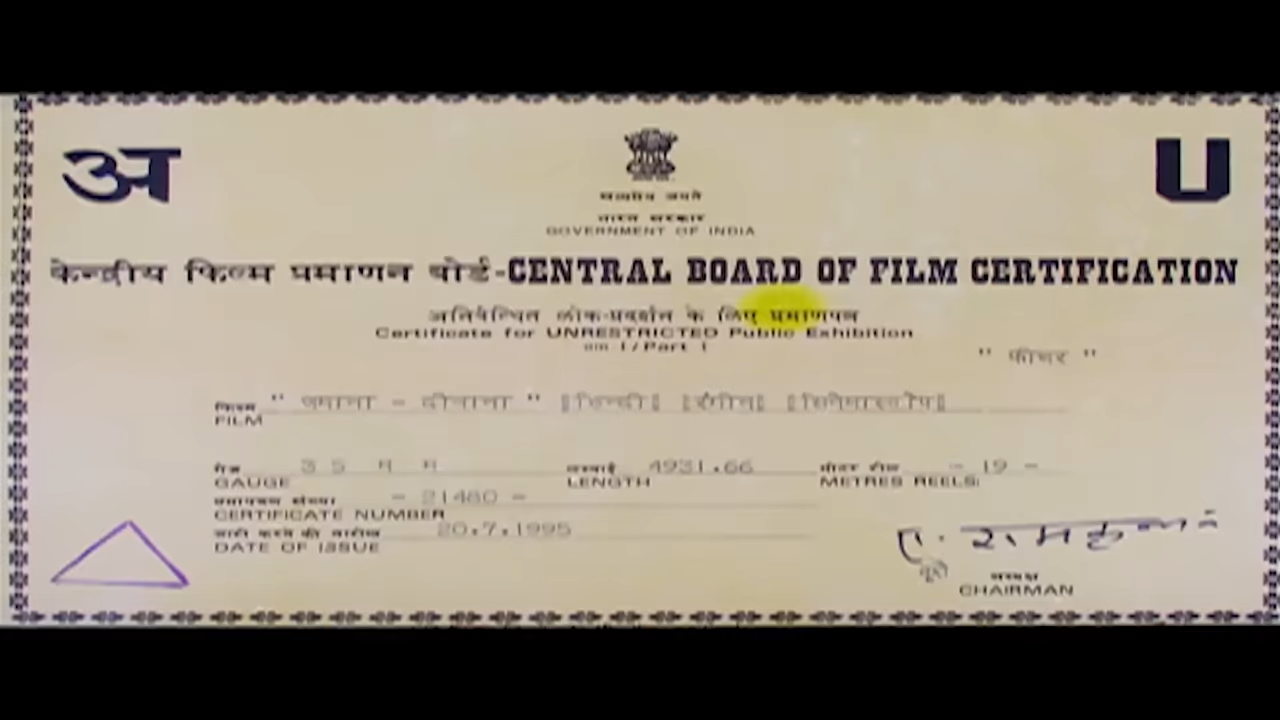 अ
U
सत्यमेव जयते
भारत सरकार
GOVERNMENT OF INDIA
केन्द्रीय फिल्म प्रमाणन बोर्ड-CENTRAL BOARD OF FILM CERTIFICATION
अनिर्बन्धित लोक-प्रदर्शन के लिए प्रमाणपत्र
Certificate for UNRESTRICTED Public Exhibition
भाग I/Part I
" फीचर "
फिल्म " जमाना - दीवाना " [हिन्दी] [रंगीन] [सिनेमास्कोप]
FILM
गेज 35 म म लम्बाई 4931.66 मीटर रील - 19 -
GAUGE LENGTH METRES REELS
प्रमाणपत्र संख्या - 21480 -
CERTIFICATE NUMBER
जारी करने की तारीख 20.7.1995
DATE OF ISSUE
अध्यक्ष
CHAIRMAN